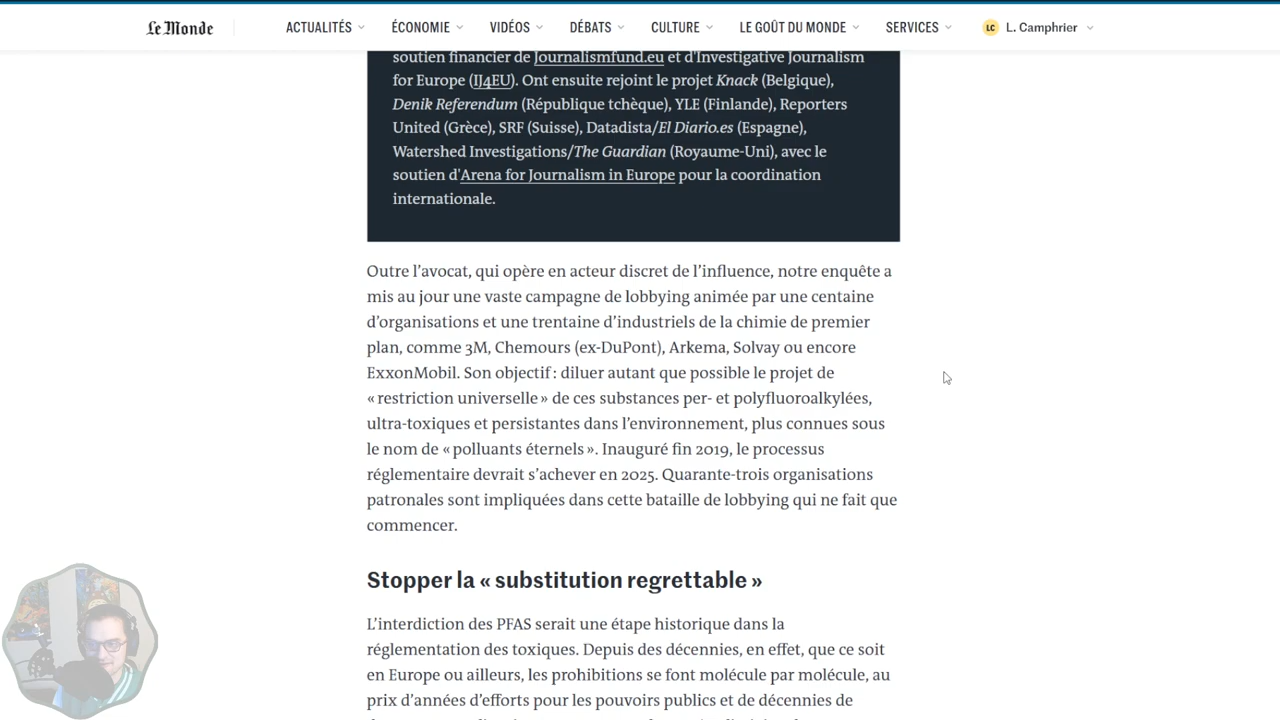 Le Monde
ACTUALITÉS
ÉCONOMIE
VIDÉOS
DÉBATS
CULTURE
LE GOÛT DU MONDE
SERVICES
LC
L. Camphrier
soutien financier de Journalismfund.eu et d'Investigative Journalism
for Europe (IJ4EU). Ont ensuite rejoint le projet Knack (Belgique),
Denik Referendum (République tchèque), YLE (Finlande), Reporters
United (Grèce), SRF (Suisse), Datadista/El Diario.es (Espagne),
Watershed Investigations/The Guardian (Royaume-Uni), avec le
soutien d'Arena for Journalism in Europe pour la coordination
internationale.
Outre l’avocat, qui opère en acteur discret de l’influence, notre enquête a
mis au jour une vaste campagne de lobbying animée par une centaine
d’organisations et une trentaine d’industriels de la chimie de premier
plan, comme 3M, Chemours (ex-DuPont), Arkema, Solvay ou encore
ExxonMobil. Son objectif : diluer autant que possible le projet de
« restriction universelle » de ces substances per- et polyfluoroalkylées,
ultra-toxiques et persistantes dans l’environnement, plus connues sous
le nom de « polluants éternels ». Inauguré fin 2019, le processus
réglementaire devrait s’achever en 2025. Quarante-trois organisations
patronales sont impliquées dans cette bataille de lobbying qui ne fait que
commencer.
Stopper la « substitution regrettable »
L’interdiction des PFAS serait une étape historique dans la
réglementation des toxiques. Depuis des décennies, en effet, que ce soit
en Europe ou ailleurs, les prohibitions se font molécule par molécule, au
prix d’années d’efforts pour les pouvoirs publics et de décennies de